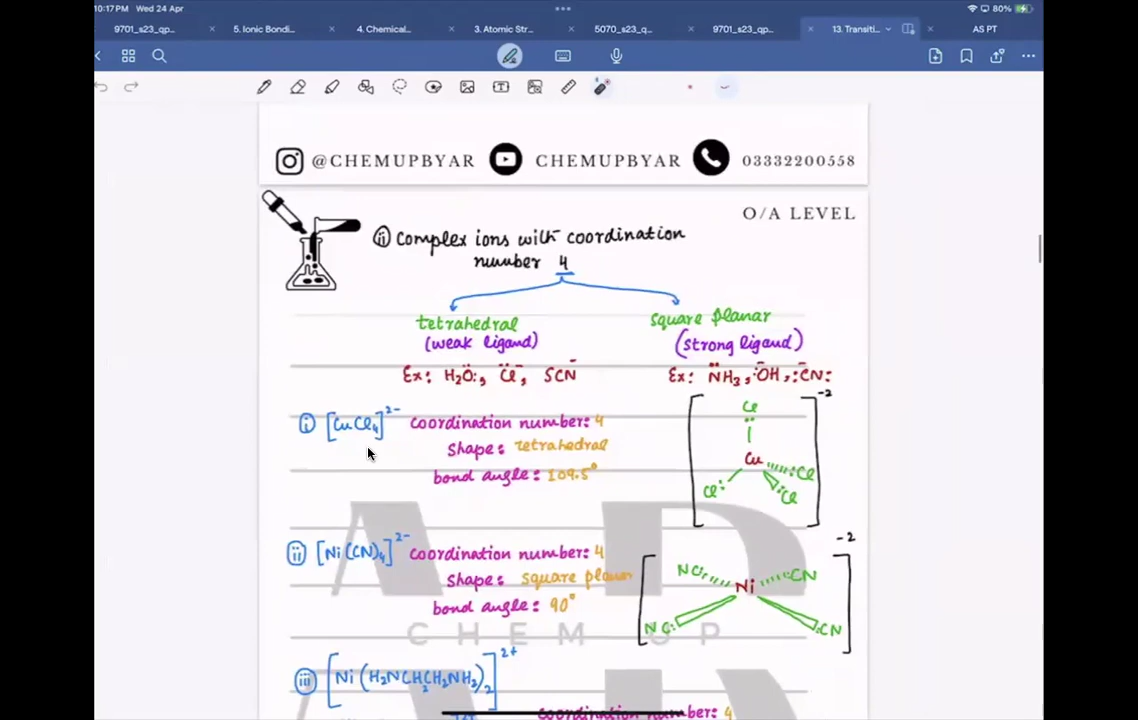 10:17 PM Wed 24 Apr
80%
9701_s23_qp...
5. Ionic Bondi...
4. Chemical...
3. Atomic Str...
5070_s23_q...
9701_s23_qp...
13. Transiti...
AS PT
@CHEMUPBYAR CHEMUPBYAR 03332200558
O/A LEVEL
(ii) Complex ions with coordination
number 4
tetrahedral
(weak ligand)
Ex: H₂O:, Cl⁻, SCN⁻
square planar
(strong ligand)
Ex: NH₃, :OH⁻, :CN:⁻
(i) [CuCl₄]²⁻ coordination number: 4
shape: tetrahedral
bond angle: 109.5°
-2
Cl
Cu
Cl
Cl
Cl
(ii) [Ni(CN)₄]²⁻ coordination number: 4
shape: square planar
bond angle: 90°
-2
NC
CN
Ni
NC
CN
CHEM UP
(iii) [Ni(H₂NCH₂CH₂NH₂)₂]²⁺
coordination number: 4